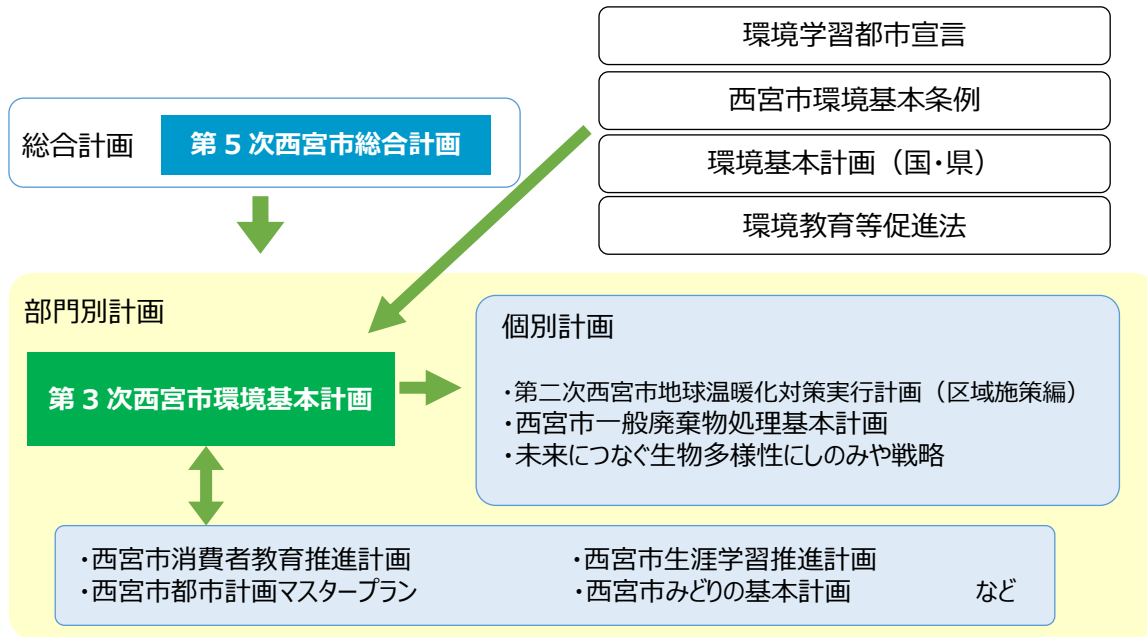 環境学習都市宣言
西宮市環境基本条例
環境基本計画（国・県）
環境教育等促進法
総合計画 第５次西宮市総合計画
部門別計画
第３次西宮市環境基本計画
個別計画
・第二次西宮市地球温暖化対策実行計画（区域施策編）
・西宮市一般廃棄物処理基本計画
・未来につなぐ生物多様性にしのみや戦略
・西宮市消費者教育推進計画 ・西宮市生涯学習推進計画
・西宮市都市計画マスタープラン ・西宮市みどりの基本計画 など